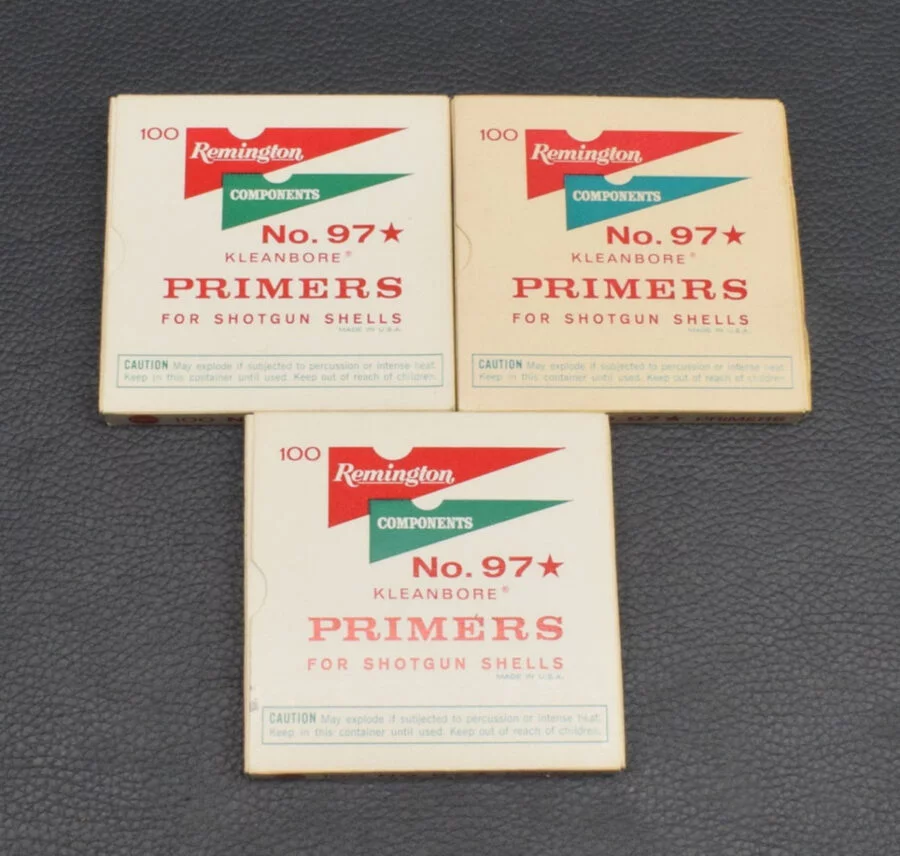 100
Remington
COMPONENTS
No. 97★
KLEANBORE®
PRIMERS
FOR SHOTGUN SHELLS
MADE IN U.S.A.
CAUTION May explode if subjected to percussion or intense heat.
Keep in this container until used. Keep out of reach of children.
100
100
Remington
COMPONENTS
No. 97★
KLEANBORE®
PRIMERS
FOR SHOTGUN SHELLS
MADE IN U.S.A.
CAUTION May explode if subjected to percussion or intense heat.
Keep in this container until used. Keep out of reach of children.
97★ PRIMERS
100
Remington
COMPONENTS
No. 97★
KLEANBORE®
PRIMERS
FOR SHOTGUN SHELLS
MADE IN U.S.A.
CAUTION May explode if subjected to percussion or intense heat.
Keep in this container until used. Keep out of reach of children.